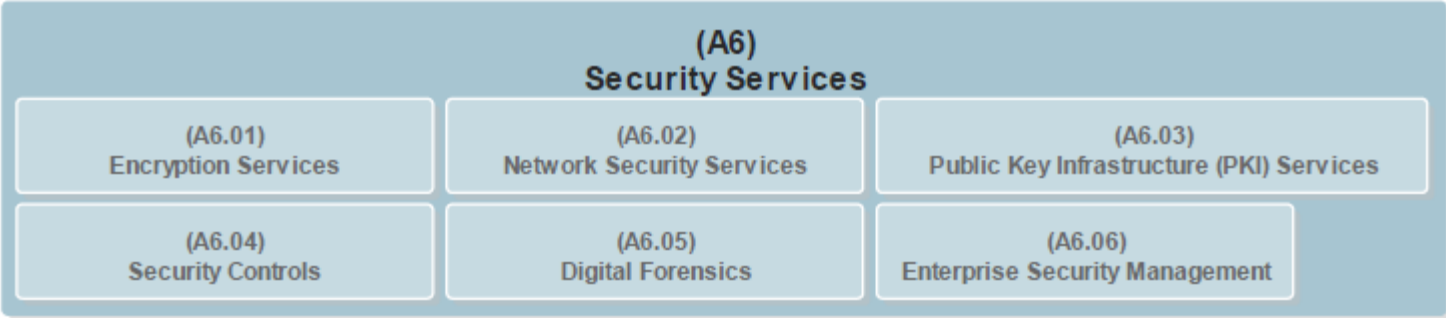 (A6)
Security Services
(A6.01)
Encryption Services
(A6.02)
Network Security Services
(A6.03)
Public Key Infrastructure (PKI) Services
(A6.04)
Security Controls
(A6.05)
Digital Forensics
(A6.06)
Enterprise Security Management